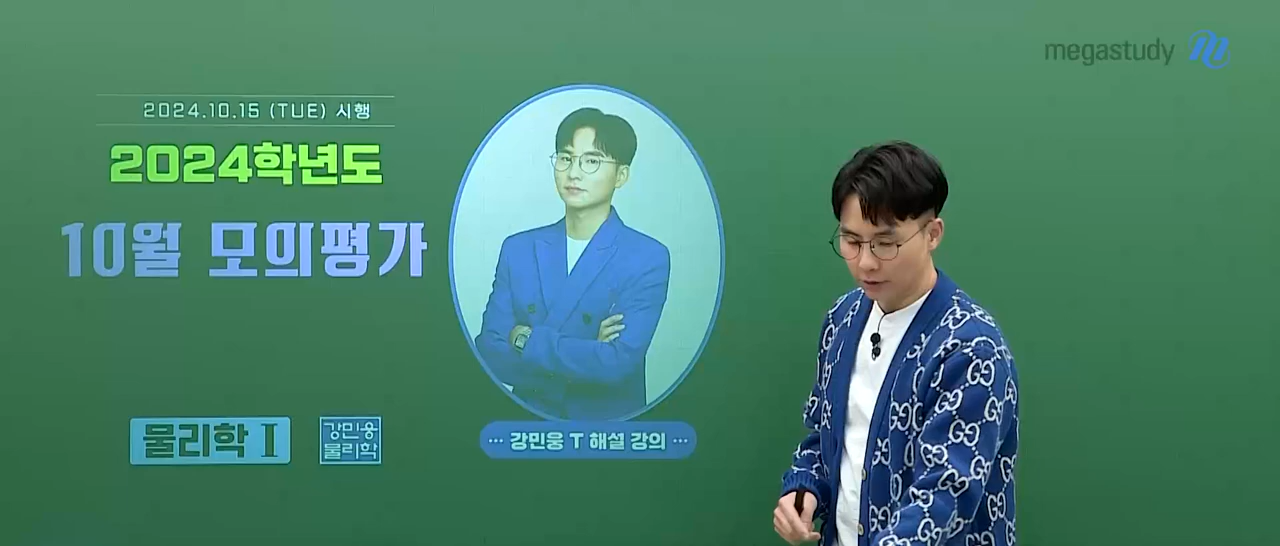 megastudy
2024.10.15 (TUE) 시행
2024학년도
10월 모의평가
물리학 I
강민웅
물리학
··· 강민웅 T 해설 강의 ···